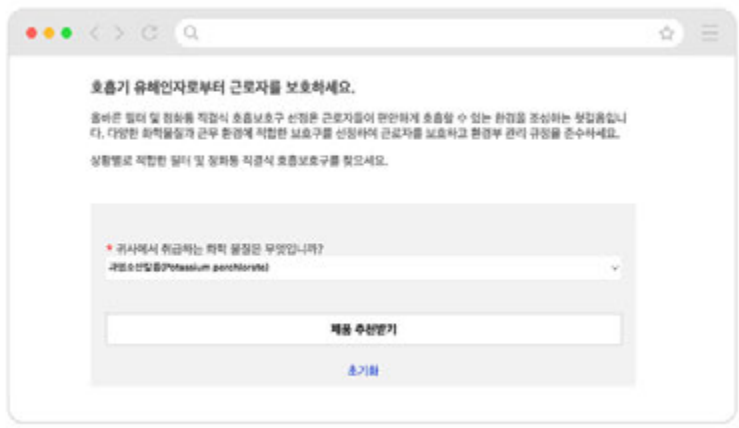 호흡기 유해인자로부터 근로자를 보호하세요.
올바른 필터 및 정화통 직결식 호흡보호구 선정은 근로자들이 편안하게 호흡할 수 있는 환경을 조성하는 첫걸음입니
다. 다양한 화학물질과 근무 환경에 적합한 보호구를 선정하여 근로자를 보호하고 환경부 관리 규정을 준수하세요.
상황별로 적합한 필터 및 정화통 직결식 호흡보호구를 찾으세요.
* 귀사에서 취급하는 화학 물질은 무엇입니까?
과염소산칼륨(Potassium perchlorate)
제품 추천받기
초기화